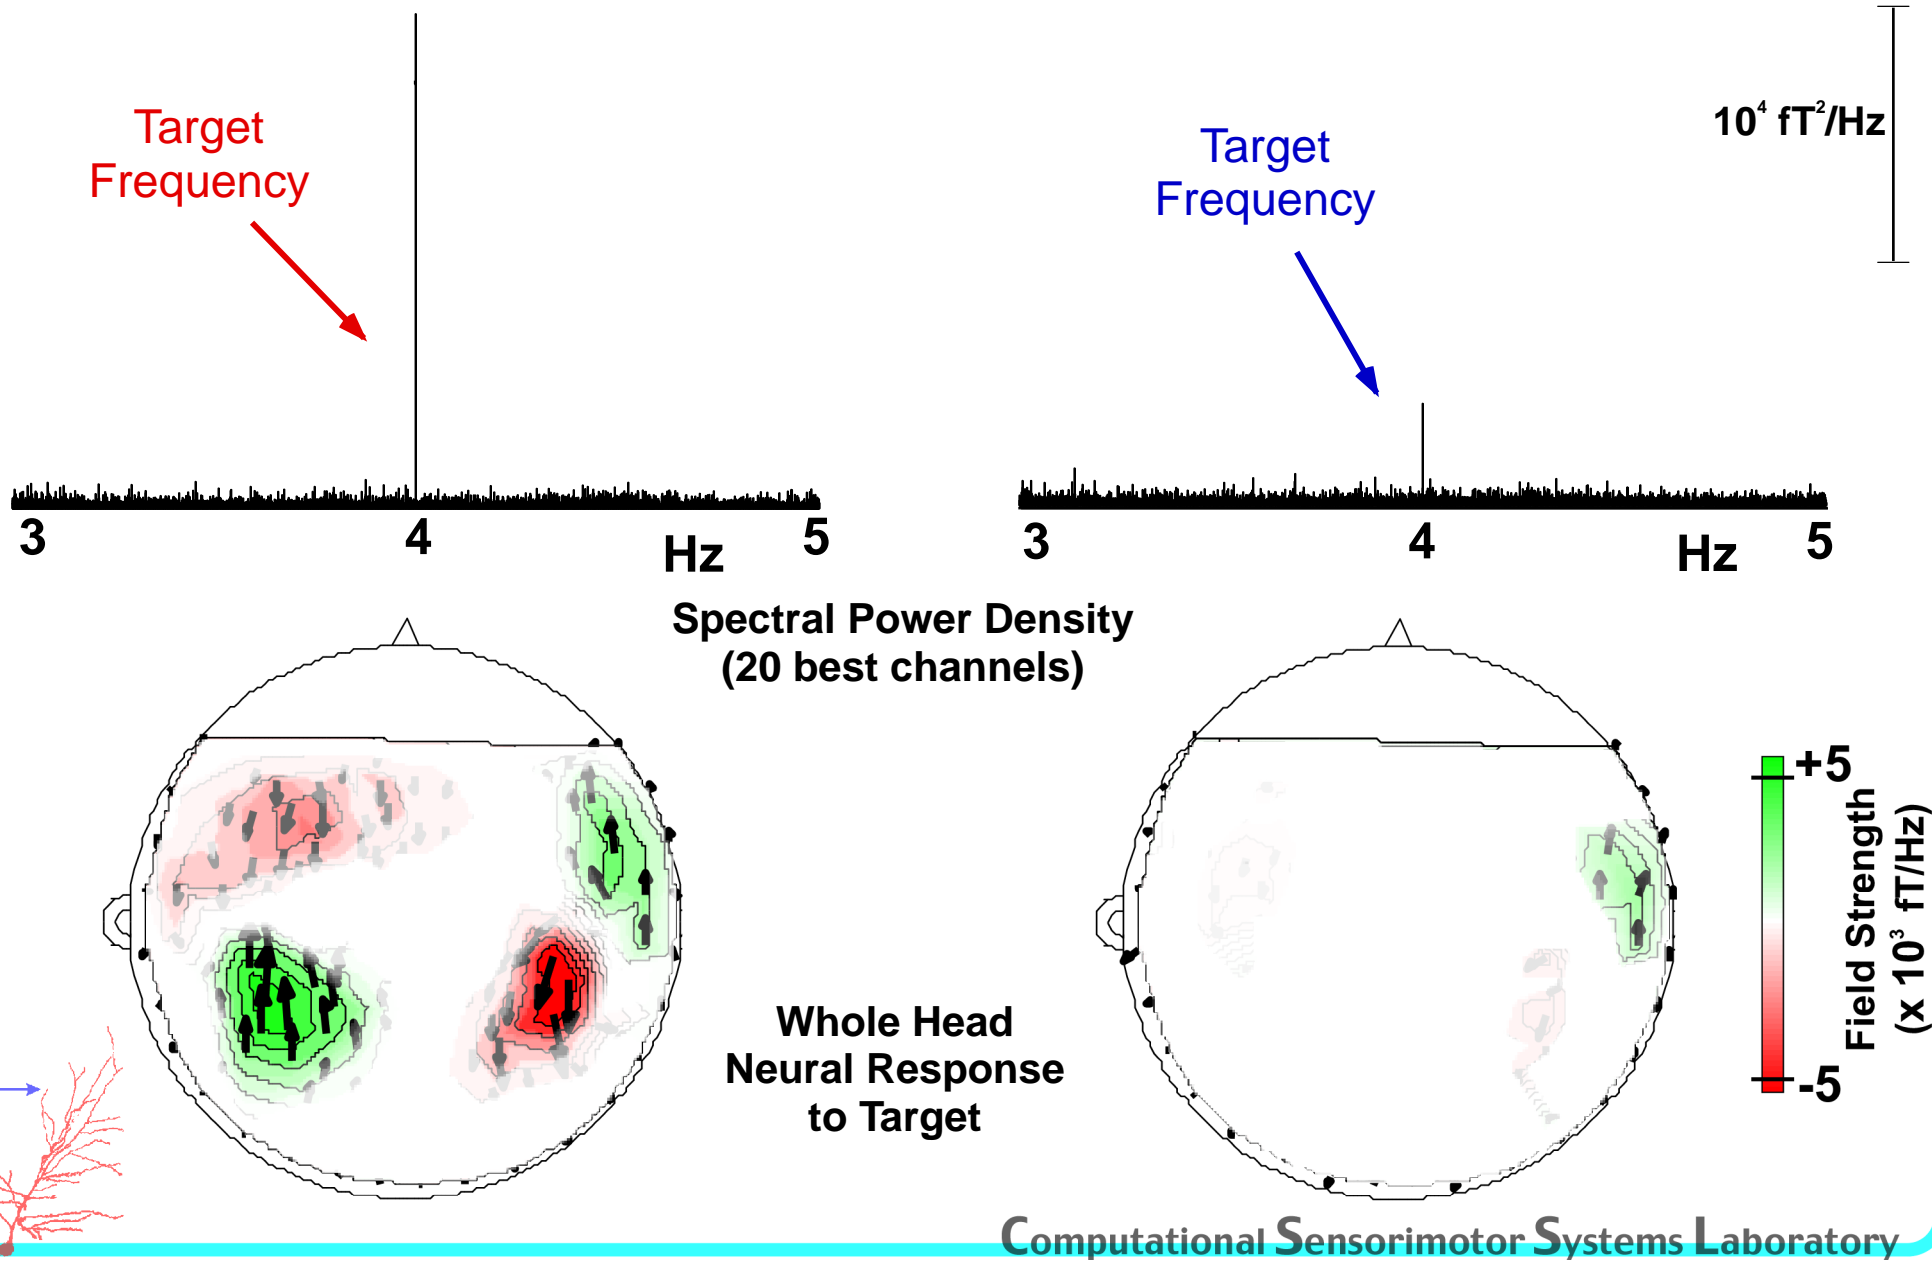 Target
Frequency
Target
Frequency
10⁴ fT²/Hz
3 4 Hz 5
3 4 Hz 5
Spectral Power Density
(20 best channels)
Whole Head
Neural Response
to Target
+5
-5
Field Strength
(x 10³ fT/Hz)
Computational Sensorimotor Systems Laboratory